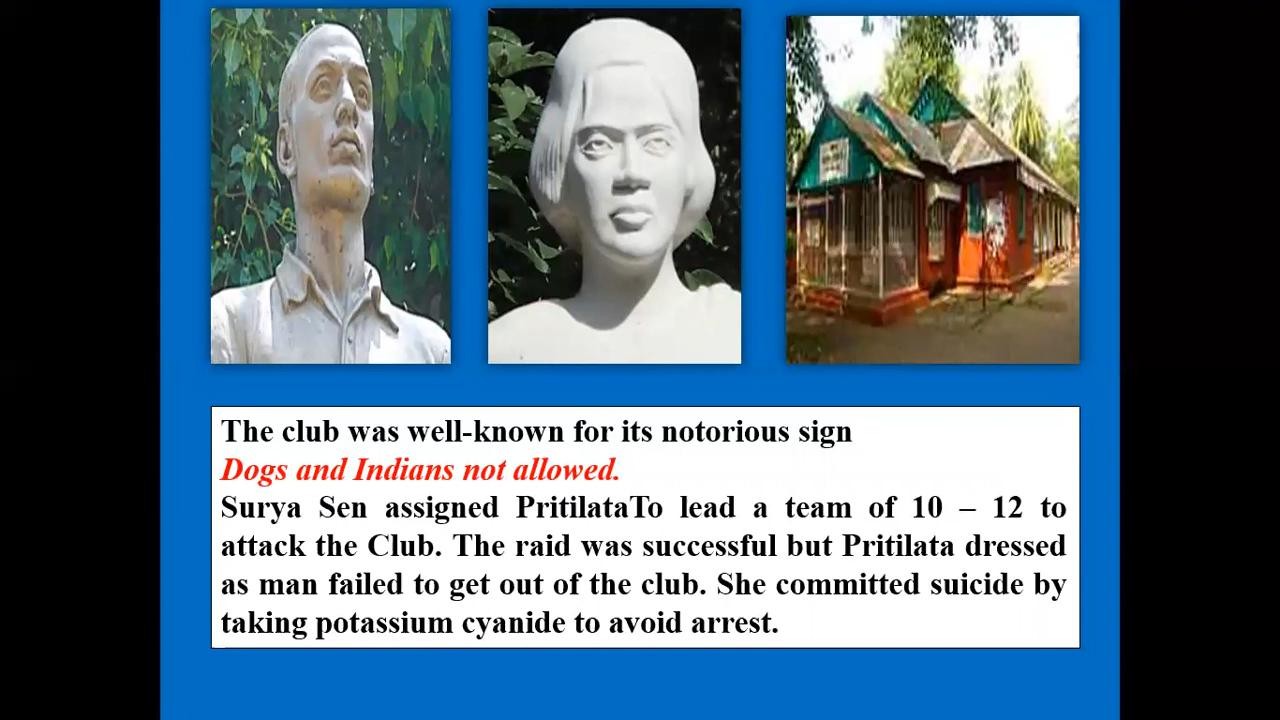 The club was well-known for its notorious sign
Dogs and Indians not allowed.
Surya Sen assigned PritilataTo lead a team of 10 – 12 to
attack the Club. The raid was successful but Pritilata dressed
as man failed to get out of the club. She committed suicide by
taking potassium cyanide to avoid arrest.